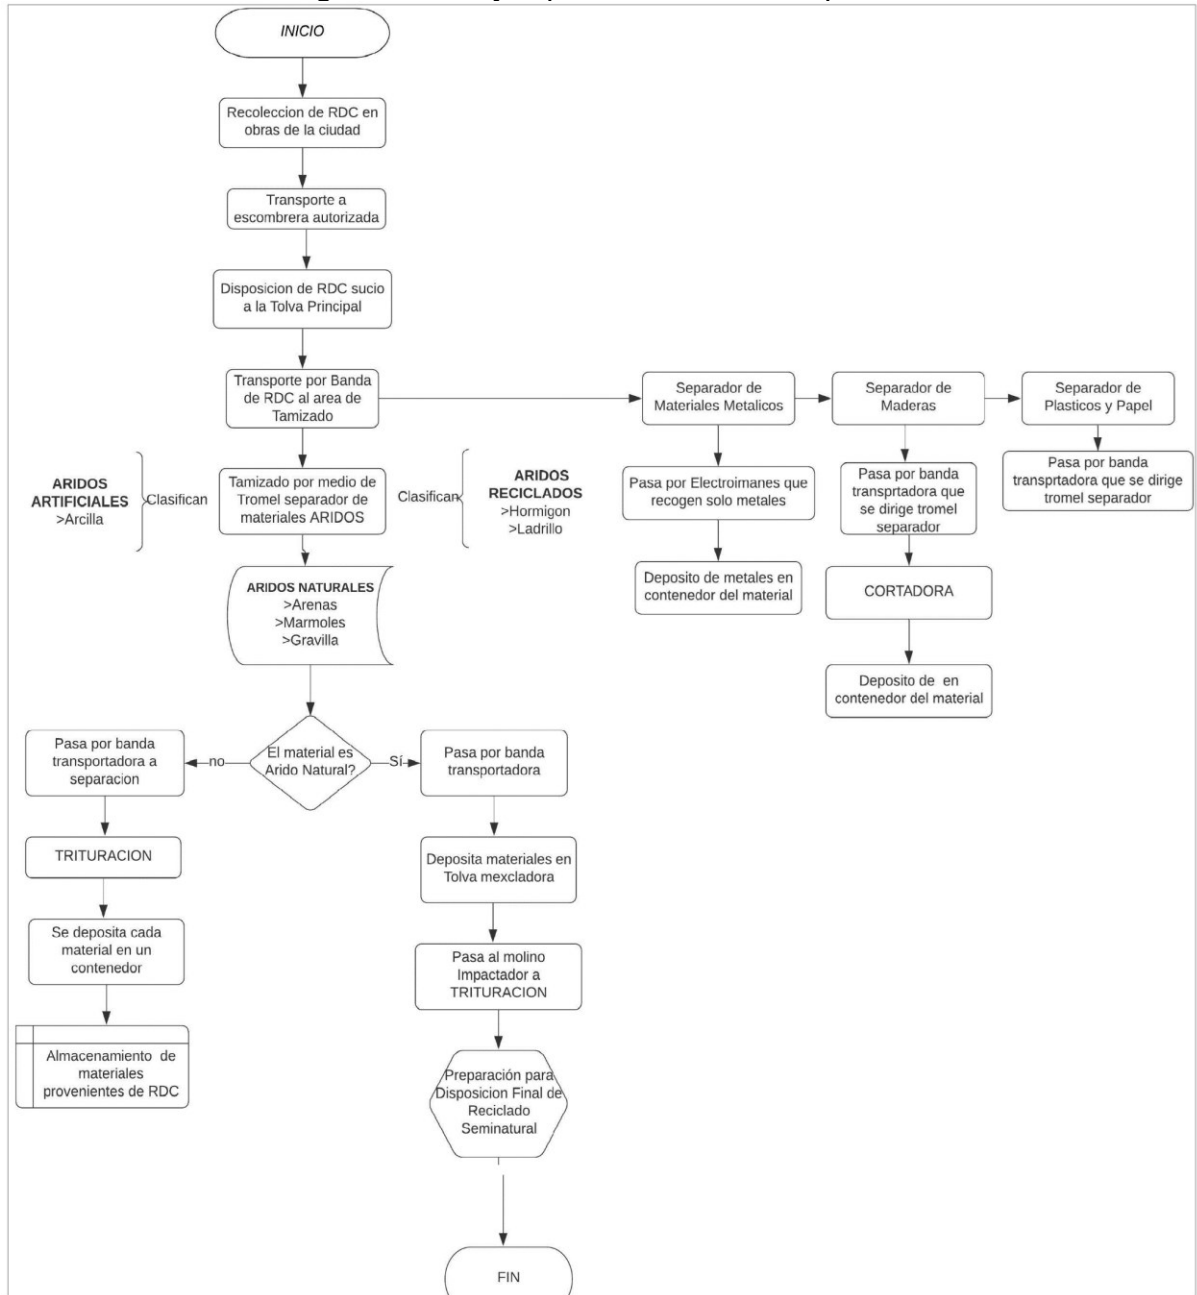 INICIO
Recoleccion de RDC en
obras de la ciudad
Transporte a
escombrera autorizada
Disposicion de RDC sucio
a la Tolva Principal
Transporte por Banda
de RDC al area de
Tamizado
Separador de
Materiales Metalicos
Separador de
Maderas
Separador de
Plasticos y Papel
ARIDOS
ARTIFICIALES
>Arcilla
Clasifican
Tamizado por medio de
Tromel separador de
materiales ARIDOS
Clasifican
ARIDOS
RECICLADOS
>Hormigon
>Ladrillo
Pasa por Electroimanes que
recogen solo metales
Pasa por banda
transprtadora que
se dirige tromel
separador
Pasa por banda
transprtadora que se dirige
tromel separador
ARIDOS NATURALES
>Arenas
>Marmoles
>Gravilla
Deposito de metales en
contenedor del material
CORTADORA
Deposito de  en
contenedor del material
Pasa por banda
transportadora a
separacion
no
El material es
Arido Natural?
Sí
Pasa por banda
transportadora
TRITURACION
Deposita materiales en
Tolva mexcladora
Se deposita cada
material en un
contenedor
Pasa al molino
Impactador a
TRITURACION
Almacenamiento  de
materiales
provenientes de RDC
Preparación para
Disposicion Final de
Reciclado
Seminatural
FIN